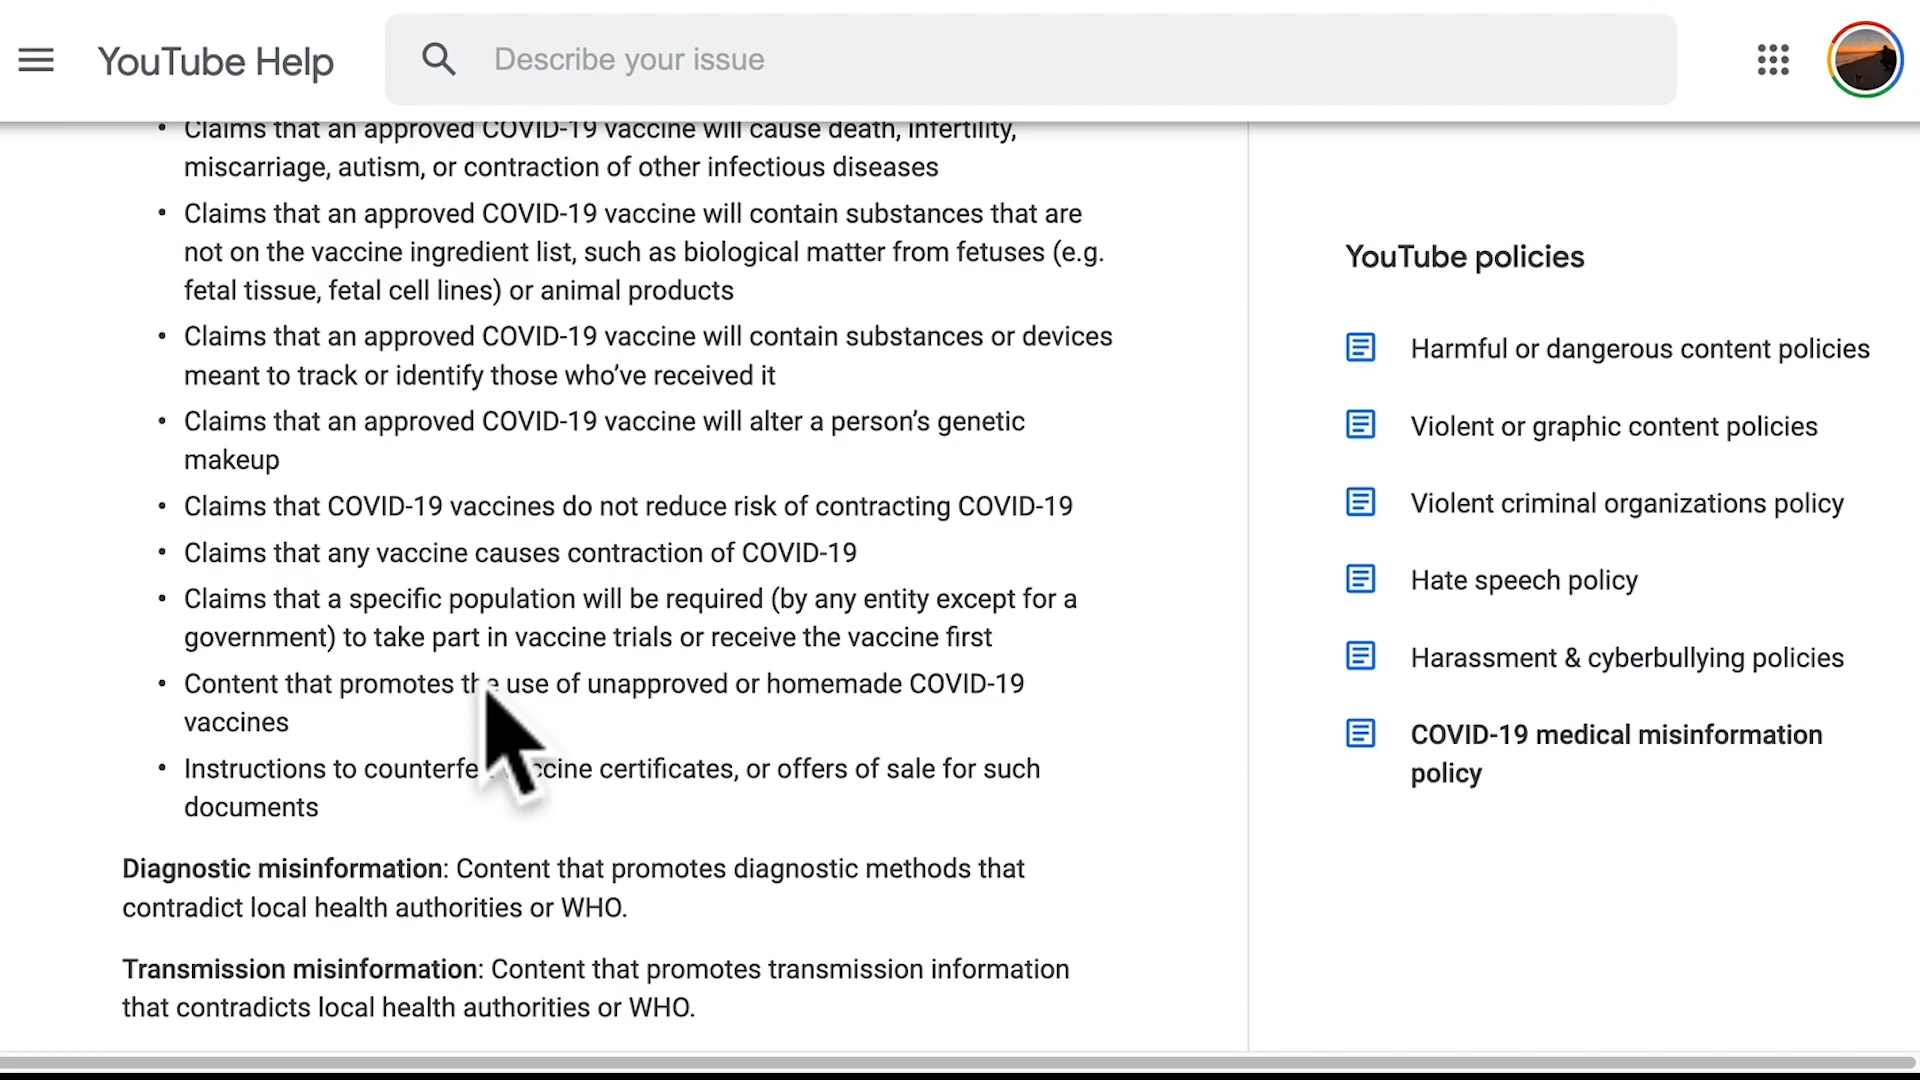 YouTube Help
Describe your issue
• Claims that an approved COVID-19 vaccine will cause death, infertility,
miscarriage, autism, or contraction of other infectious diseases
• Claims that an approved COVID-19 vaccine will contain substances that are
not on the vaccine ingredient list, such as biological matter from fetuses (e.g.
fetal tissue, fetal cell lines) or animal products
• Claims that an approved COVID-19 vaccine will contain substances or devices
meant to track or identify those who’ve received it
• Claims that an approved COVID-19 vaccine will alter a person’s genetic
makeup
• Claims that COVID-19 vaccines do not reduce risk of contracting COVID-19
• Claims that any vaccine causes contraction of COVID-19
• Claims that a specific population will be required (by any entity except for a
government) to take part in vaccine trials or receive the vaccine first
• Content that promotes the use of unapproved or homemade COVID-19
vaccines
• Instructions to counterfeit vaccine certificates, or offers of sale for such
documents
Diagnostic misinformation: Content that promotes diagnostic methods that
contradict local health authorities or WHO.
Transmission misinformation: Content that promotes transmission information
that contradicts local health authorities or WHO.
YouTube policies
Harmful or dangerous content policies
Violent or graphic content policies
Violent criminal organizations policy
Hate speech policy
Harassment & cyberbullying policies
COVID-19 medical misinformation
policy